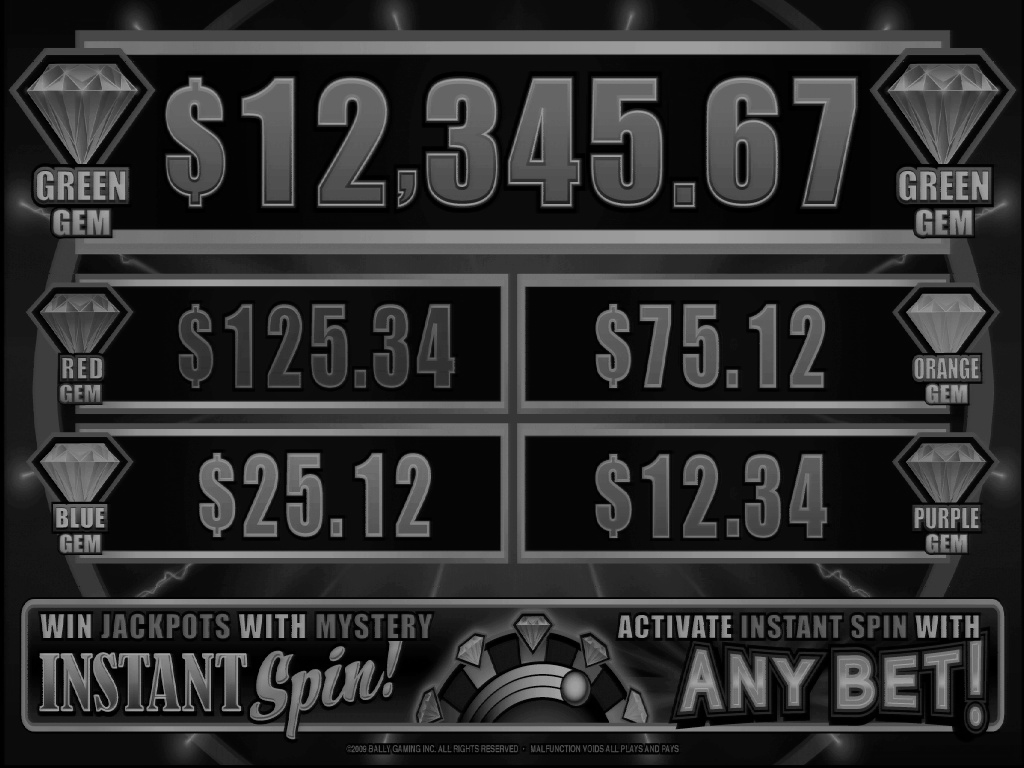 $12,345.67
GREEN
GEM
GREEN
GEM
$125.34
RED
GEM
$75.12
ORANGE
GEM
$25.12
BLUE
GEM
$12.34
PURPLE
GEM
WIN JACKPOTS WITH MYSTERY
INSTANT Spin!
ACTIVATE INSTANT SPIN WITH
ANY BET!
©2009 BALLY GAMING INC. ALL RIGHTS RESERVED · MALFUNCTION VOIDS ALL PLAYS AND PAYS